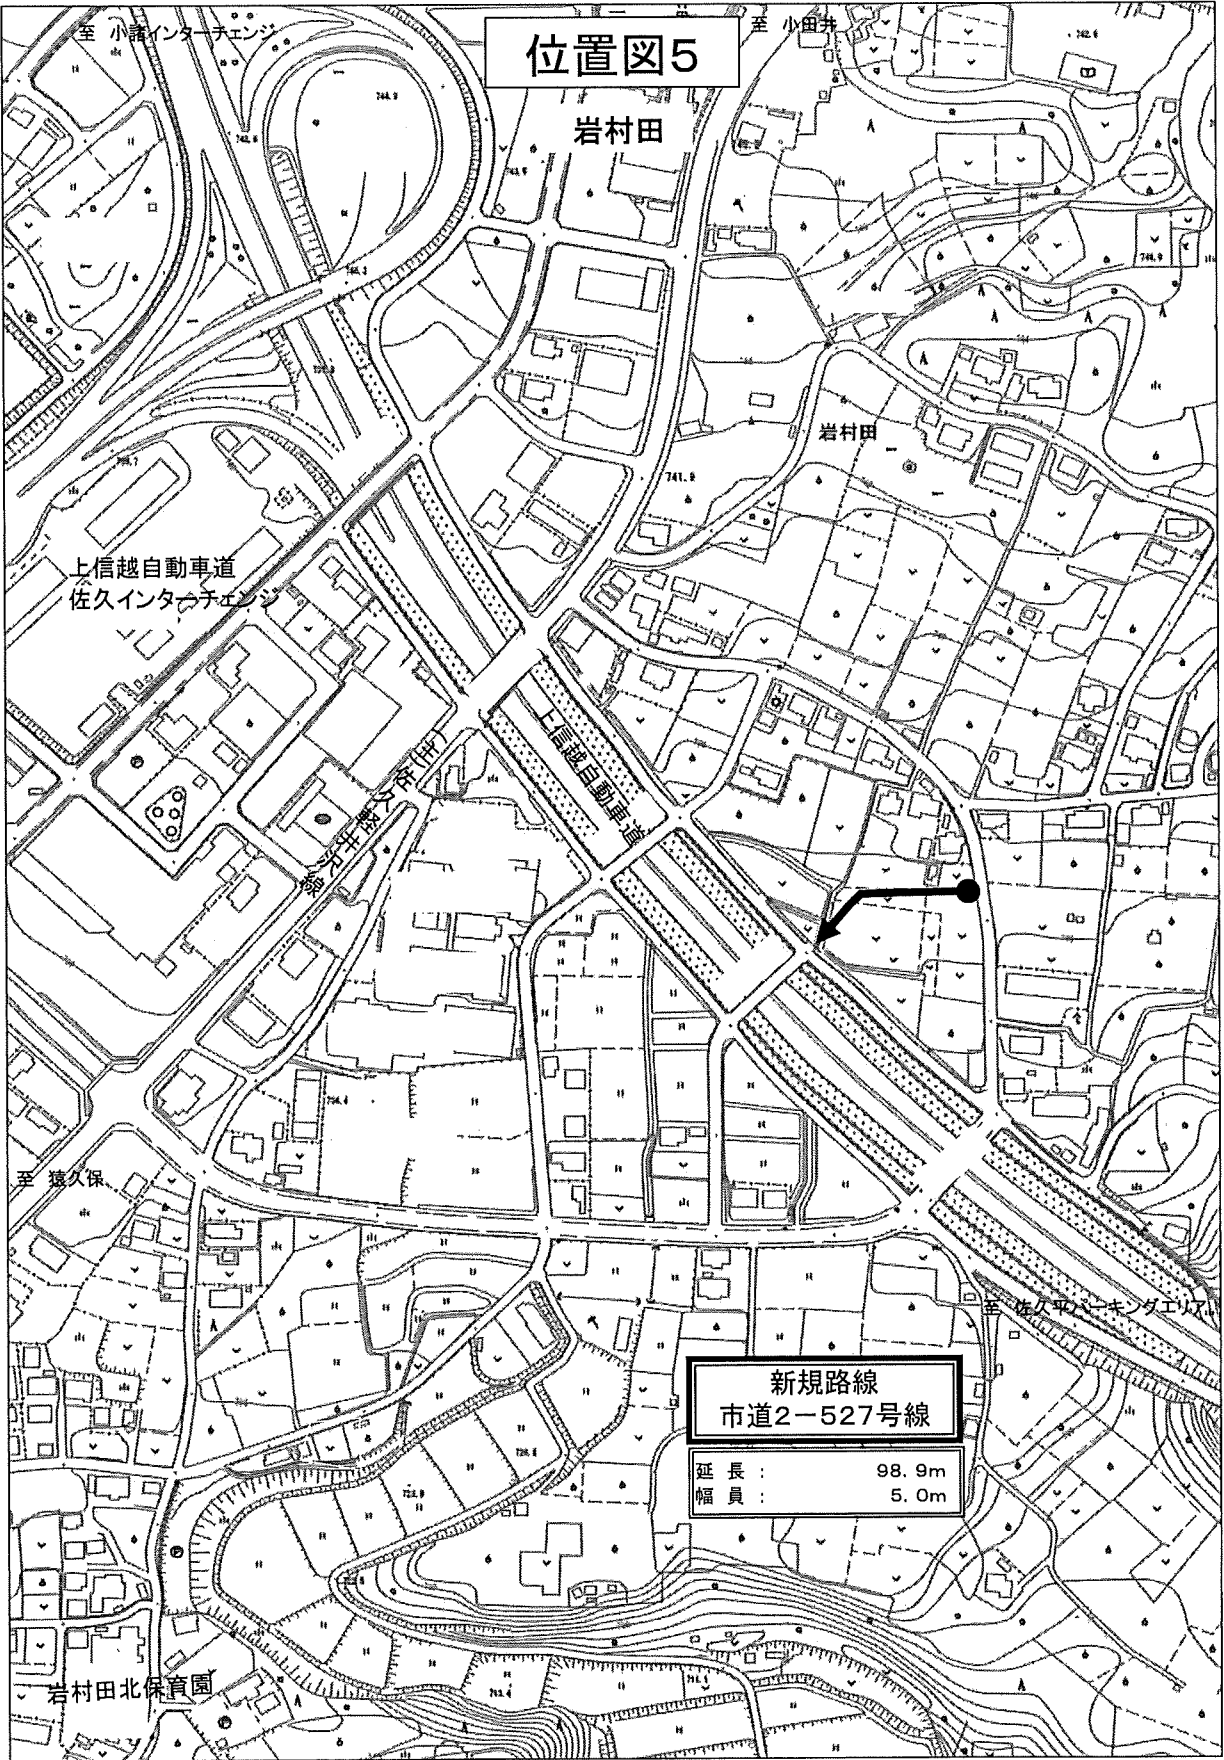 至 小諸インターチェンジ
位置図5
至 小田井
岩村田
岩村田
741.9
上信越自動車道
佐久インターチェンジ
上信越自動車道
(主)佐久軽井沢線
736.4
至 猿久保
至 佐久平パーキングエリア
新規路線
市道2－527号線
延 長 : 98.9m
幅 員 : 5.0m
岩村田北保育園